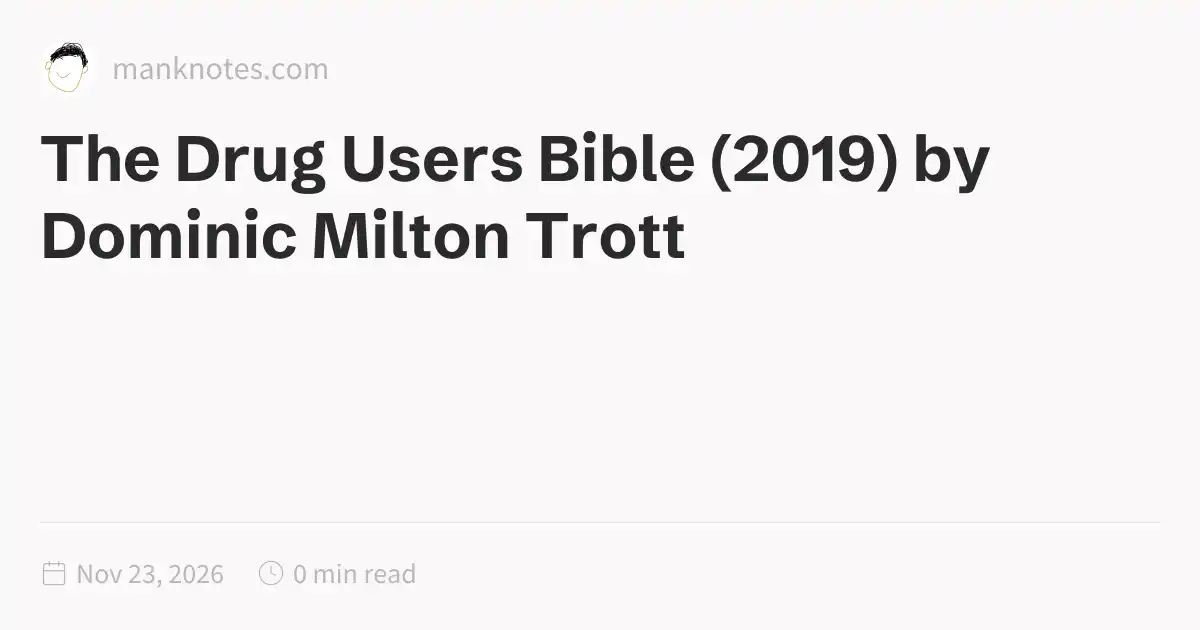 manknotes.com
The Drug Users Bible (2019) by
Dominic Milton Trott
Nov 23, 2026 0 min read